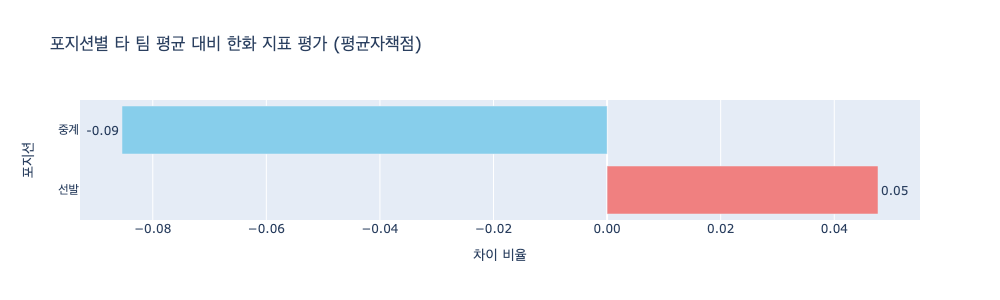 포지션별 타 팀 평균 대비 한화 지표 평가 (평균자책점)
포지션
중계 -0.09
선발 0.05
−0.08 −0.06 −0.04 −0.02 0.00 0.02 0.04
차이 비율